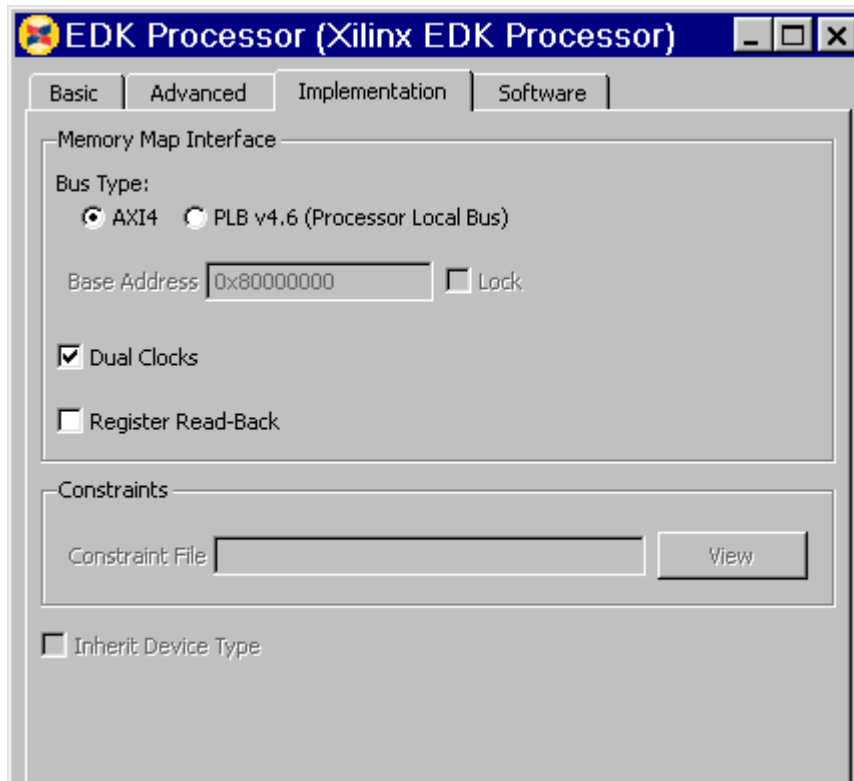 EDK Processor (Xilinx EDK Processor)
Basic Advanced Implementation Software
Memory Map Interface
Bus Type:
AXI4 PLB v4.6 (Processor Local Bus)
Base Address 0x80000000 Lock
Dual Clocks
Register Read-Back
Constraints
Constraint File View
Inherit Device Type